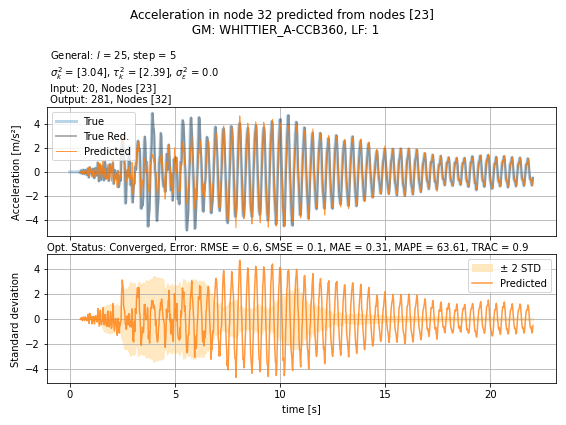 Acceleration in node 32 predicted from nodes [23]
GM: WHITTIER_A-CCB360, LF: 1
General: l = 25, step = 5
σ²ₖ = [3.04], τ²ₖ = [2.39], σ²ε = 0.0
Input: 20, Nodes [23]
Output: 281, Nodes [32]
4
2
0
−2
−4
Acceleration [m/s²]
True
True Red.
Predicted
Opt. Status: Converged, Error: RMSE = 0.6, SMSE = 0.1, MAE = 0.31, MAPE = 63.61, TRAC = 0.9
4
2
0
−2
−4
Standard deviation
± 2 STD
Predicted
0 5 10 15 20
time [s]